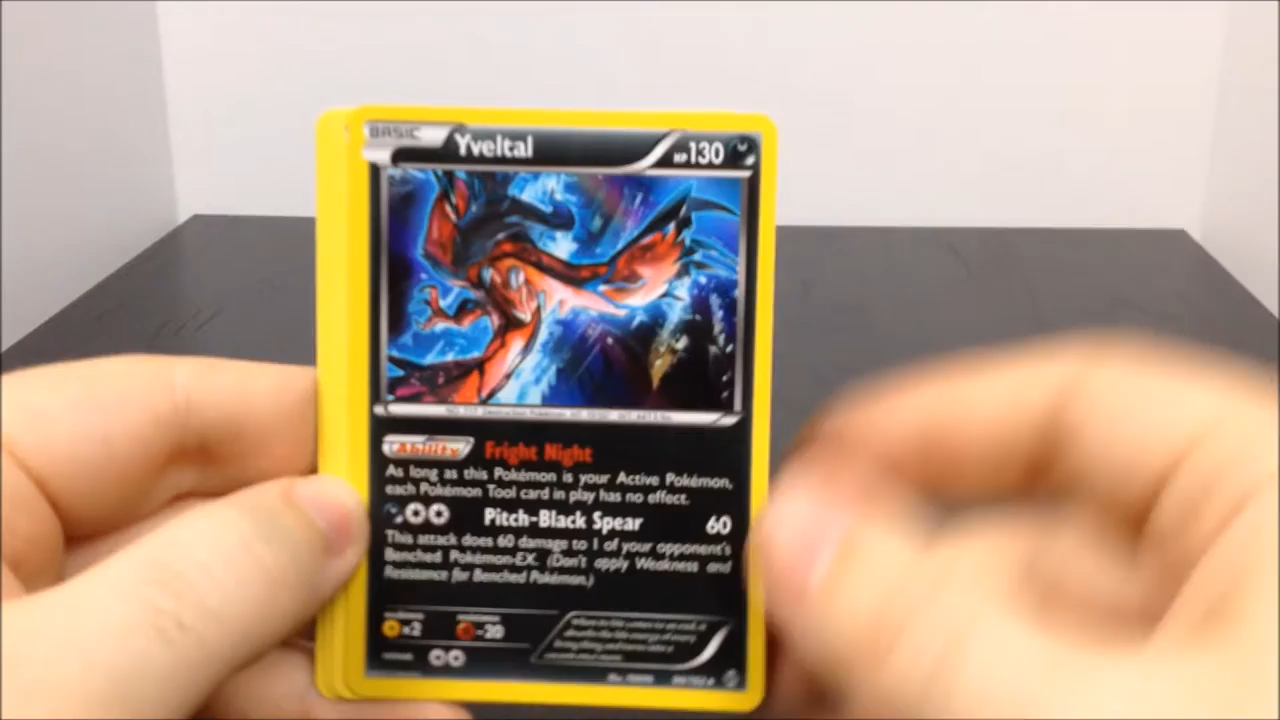 BASIC Yveltal HP 130
Ability Fright Night
As long as this Pokémon is your Active Pokémon,
each Pokémon Tool card in play has no effect.
Pitch-Black Spear 60
This attack does 60 damage to 1 of your opponent's
Benched Pokémon-EX. (Don't apply Weakness and
Resistance for Benched Pokémon.)
×2 -20